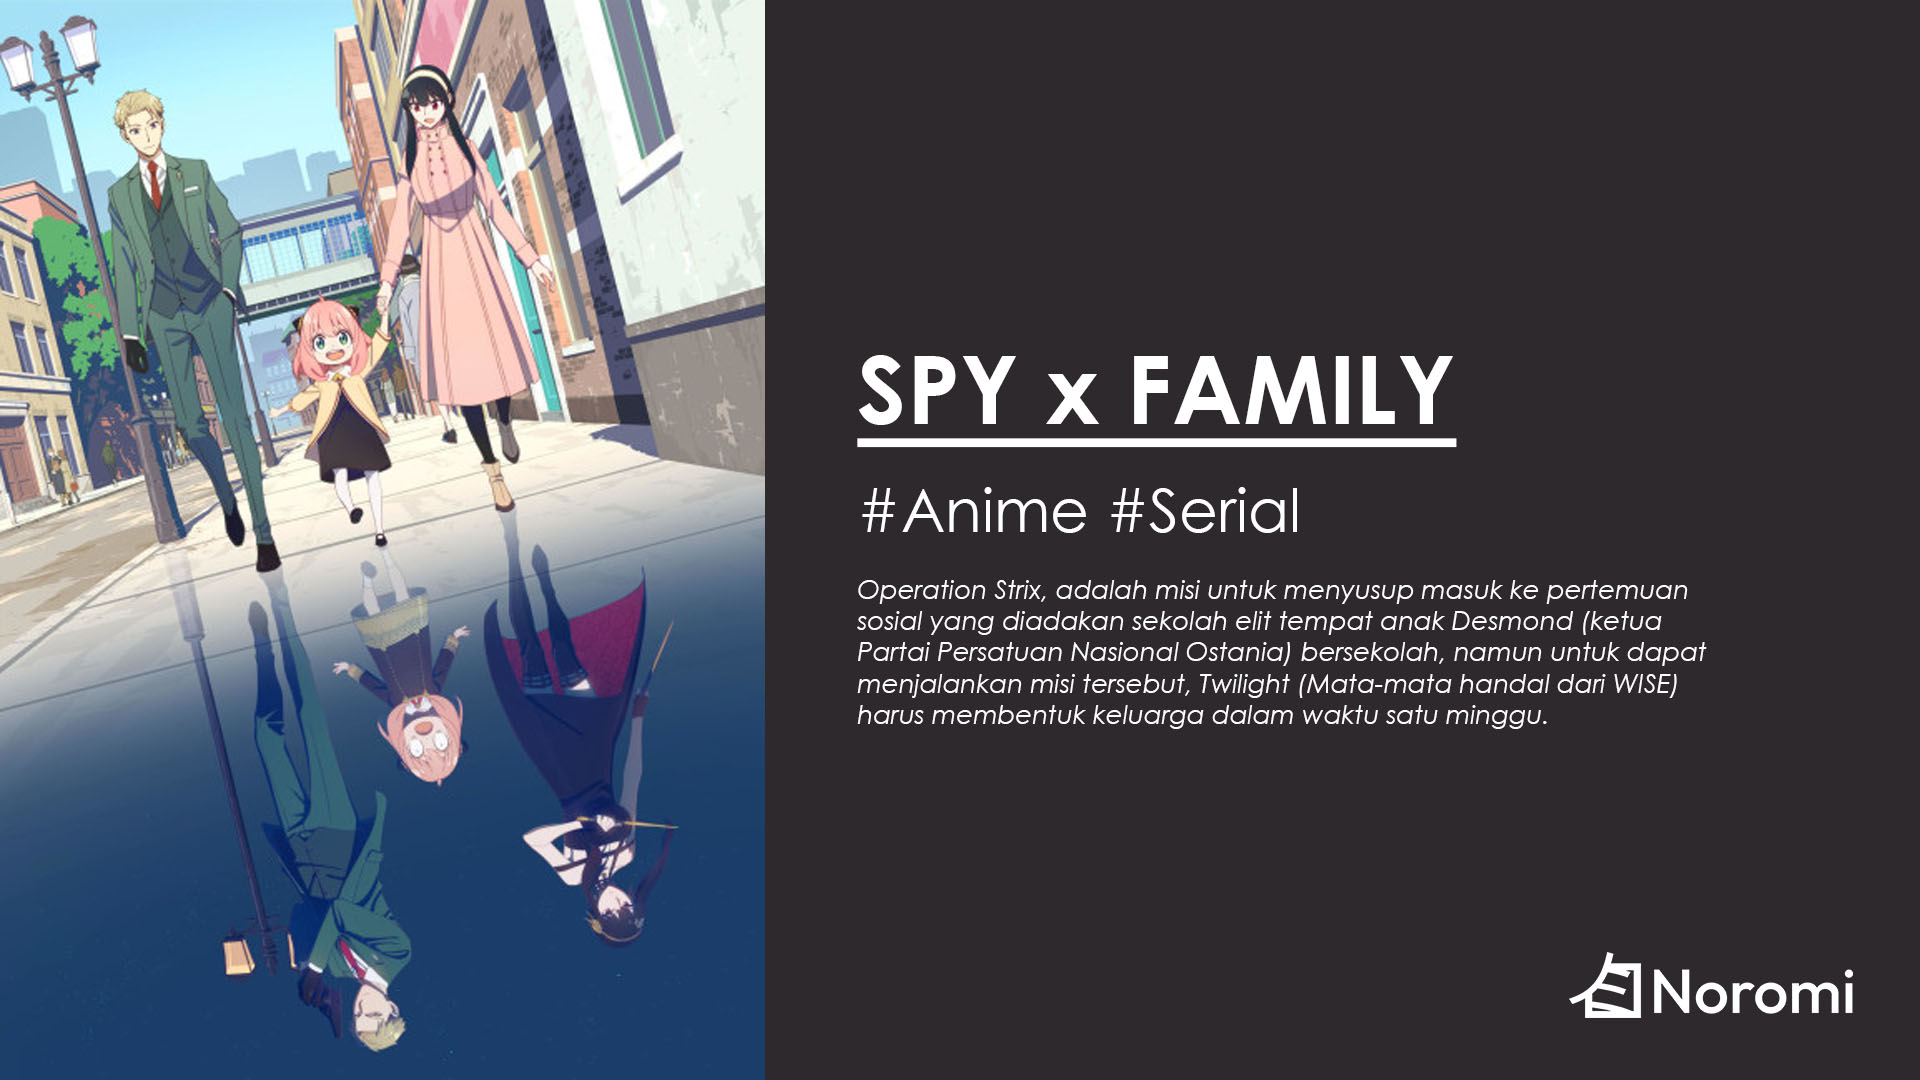 SPY x FAMILY
#Anime #Serial
Operation Strix, adalah misi untuk menyusup masuk ke pertemuan
sosial yang diadakan sekolah elit tempat anak Desmond (ketua
Partai Persatuan Nasional Ostania) bersekolah, namun untuk dapat
menjalankan misi tersebut, Twilight (Mata-mata handal dari WISE)
harus membentuk keluarga dalam waktu satu minggu.
Noromi